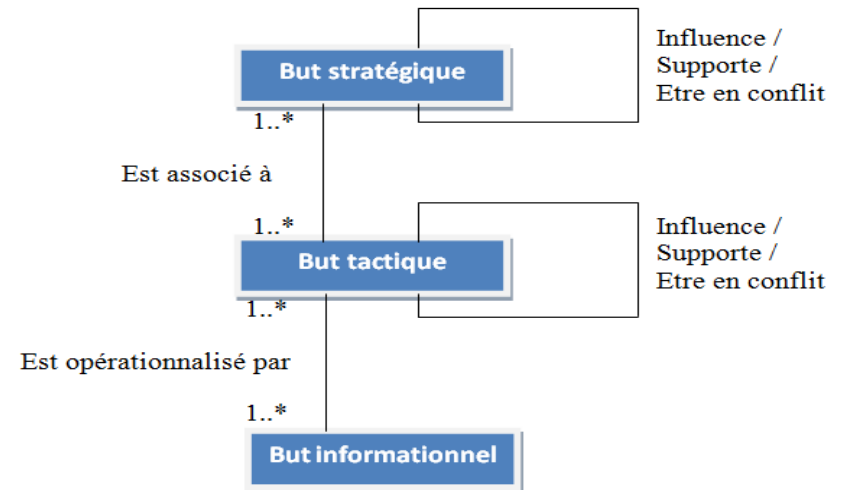 But stratégique
Influence /
Supporte /
Etre en conflit
1..*
Est associé à
1..*
But tactique
Influence /
Supporte /
Etre en conflit
1..*
Est opérationnalisé par
1..*
But informationnel